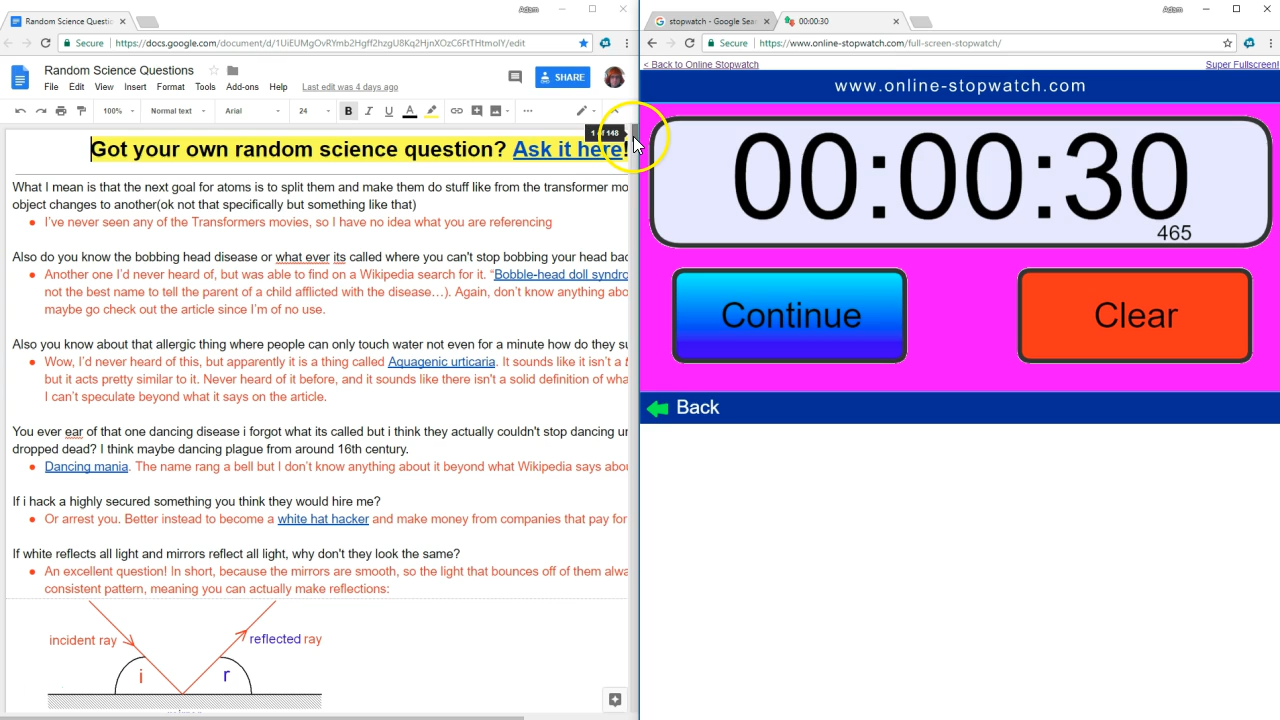 Random Science Questio
Adam
Secure
https://docs.google.com/document/d/1UiEUMgOvRYmb2Hgff2hzgU8Kq2HjnXOzC6FtTHtmolY/edit
Random Science Questions
SHARE
File Edit View Insert Format Tools Add-ons Help Last edit was 4 days ago
100% Normal text Arial 24 B I U A
1 of 148
Got your own random science question? Ask it here!
What I mean is that the next goal for atoms is to split them and make them do stuff like from the transformer mo
object changes to another(ok not that specifically but something like that)
● I've never seen any of the Transformers movies, so I have no idea what you are referencing
Also do you know the bobbing head disease or what ever its called where you can't stop bobbing your head bac
● Another one I'd never heard of, but was able to find on a Wikipedia search for it. “Bobble-head doll syndro
not the best name to tell the parent of a child afflicted with the disease…). Again, don't know anything abo
maybe go check out the article since I'm of no use.
Also you know about that allergic thing where people can only touch water not even for a minute how do they su
● Wow, I'd never heard of this, but apparently it is a thing called Aquagenic urticaria. It sounds like it isn't a t
but it acts pretty similar to it. Never heard of it before, and it sounds like there isn't a solid definition of wha
I can't speculate beyond what it says on the article.
You ever ear of that one dancing disease i forgot what its called but i think they actually couldn't stop dancing un
dropped dead? I think maybe dancing plague from around 16th century.
● Dancing mania. The name rang a bell but I don't know anything about it beyond what Wikipedia says abou
If i hack a highly secured something you think they would hire me?
● Or arrest you. Better instead to become a white hat hacker and make money from companies that pay for
If white reflects all light and mirrors reflect all light, why don't they look the same?
● An excellent question! In short, because the mirrors are smooth, so the light that bounces off of them alwa
consistent pattern, meaning you can actually make reflections:
incident ray
reflected ray
i
r
stopwatch - Google Sea
00:00:30
Adam
Secure
https://www.online-stopwatch.com/full-screen-stopwatch/
< Back to Online Stopwatch
Super Fullscreen!
www.online-stopwatch.com
00:00:30
465
Continue
Clear
Back